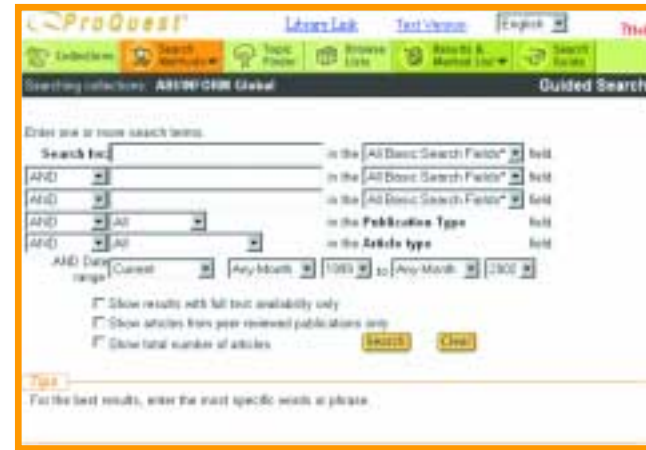 ProQuest Library Link Text Version English
Collections Search Methods Topic Finder Browse Lists Results & Marked List Search Guide
Searching collections: ABI/INFORM Global Guided Search
Enter one or more search terms.
Search for: in the All Basic Search Fields* field
AND in the All Basic Search Fields* field
AND in the All Basic Search Fields* field
AND All in the Publication Type field
AND All in the Article type field
AND Date range: Current Any Month to Any Month
Show results with full text availability only
Show articles from peer reviewed publications only
Show total number of articles Search Clear
Tips
For the best results, enter the most specific words or phrase.